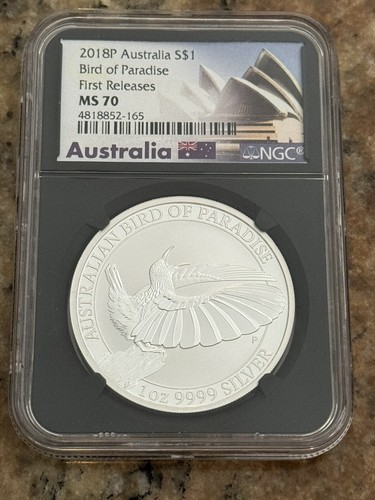 2018P Australia S$1
Bird of Paradise
First Releases
MS 70
4818852-165
Australia
NGC®
AUSTRALIAN BIRD OF PARADISE
P
1oz 9999 SILVER